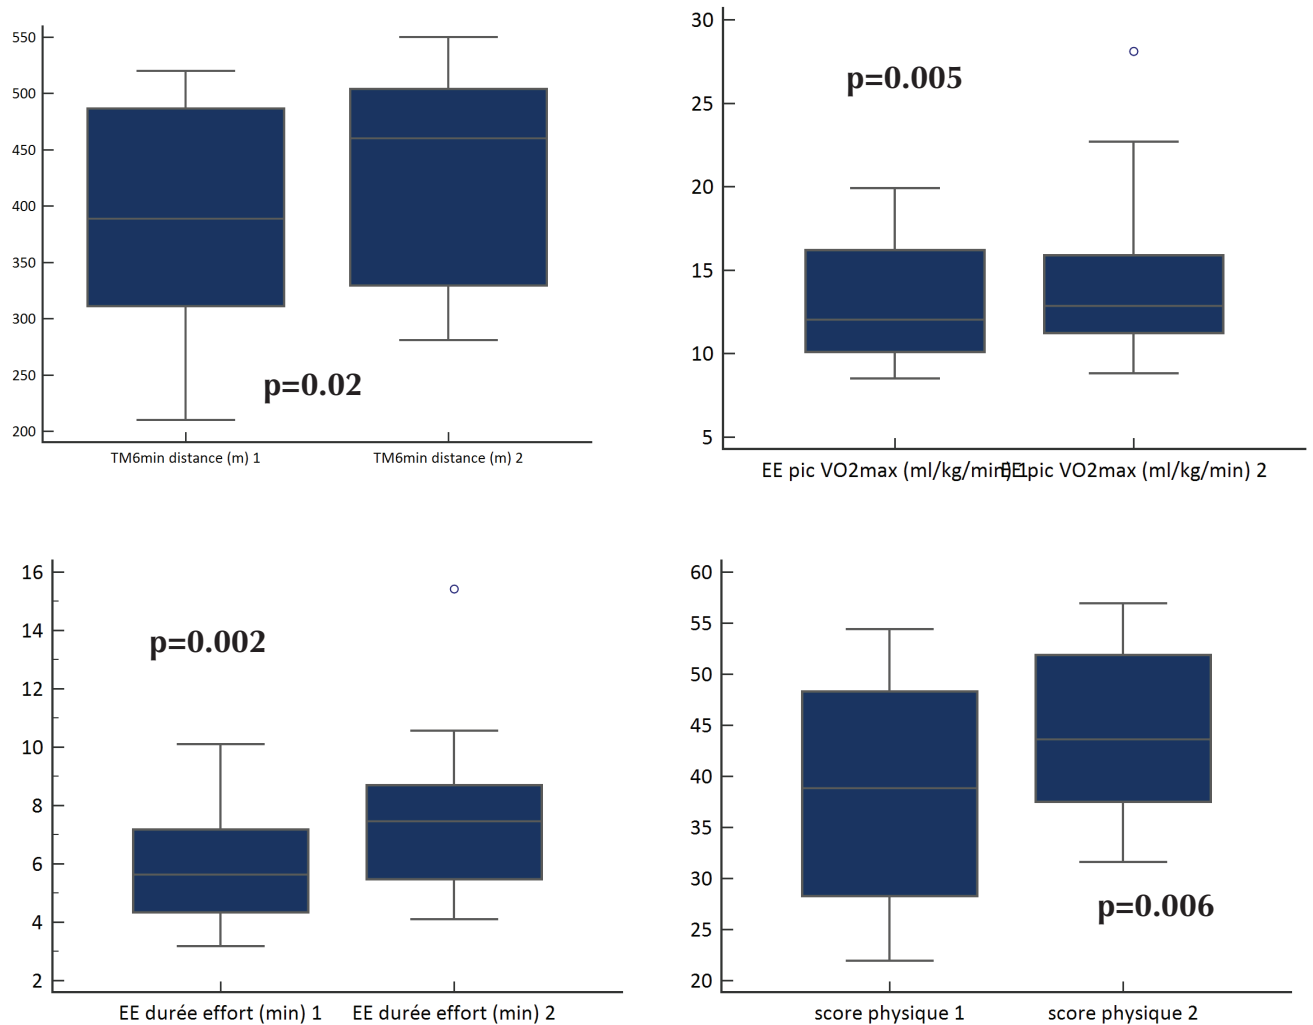 550
500
450
400
350
300
250
200
p=0.02
TM6min distance (m) 1
TM6min distance (m) 2
30
25
20
15
10
5
p=0.005
EE pic VO2max (ml/kg/min) 1
EE pic VO2max (ml/kg/min) 2
16
14
12
10
8
6
4
2
p=0.002
EE durée effort (min) 1
EE durée effort (min) 2
60
55
50
45
40
35
30
25
20
p=0.006
score physique 1
score physique 2